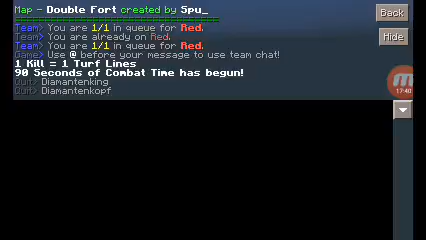 Map - Double Fort created by Spu_
Team> You are 1/1 in queue for Red.
Team> You are already on Red.
Team> You are 1/1 in queue for Red.
Game> Use @ before your message to use team chat!
1 Kill = 1 Turf Lines
90 Seconds of Combat Time has begun!
Quit> Diamantenking
Quit> Diamantenkopf
Back
Hide
17:40